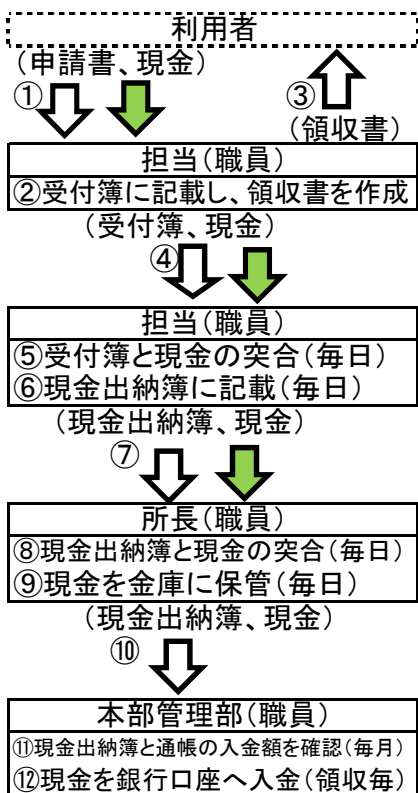 利用者
(申請書、現金)
①
③
(領収書)
担当(職員)
②受付簿に記載し、領収書を作成
(受付簿、現金)
④
担当(職員)
⑤受付簿と現金の突合(毎日)
⑥現金出納簿に記載(毎日)
(現金出納簿、現金)
⑦
所長(職員)
⑧現金出納簿と現金の突合(毎日)
⑨現金を金庫に保管(毎日)
(現金出納簿、現金)
⑩
本部管理部(職員)
⑪現金出納簿と通帳の入金額を確認(毎月)
⑫現金を銀行口座へ入金(領収毎)